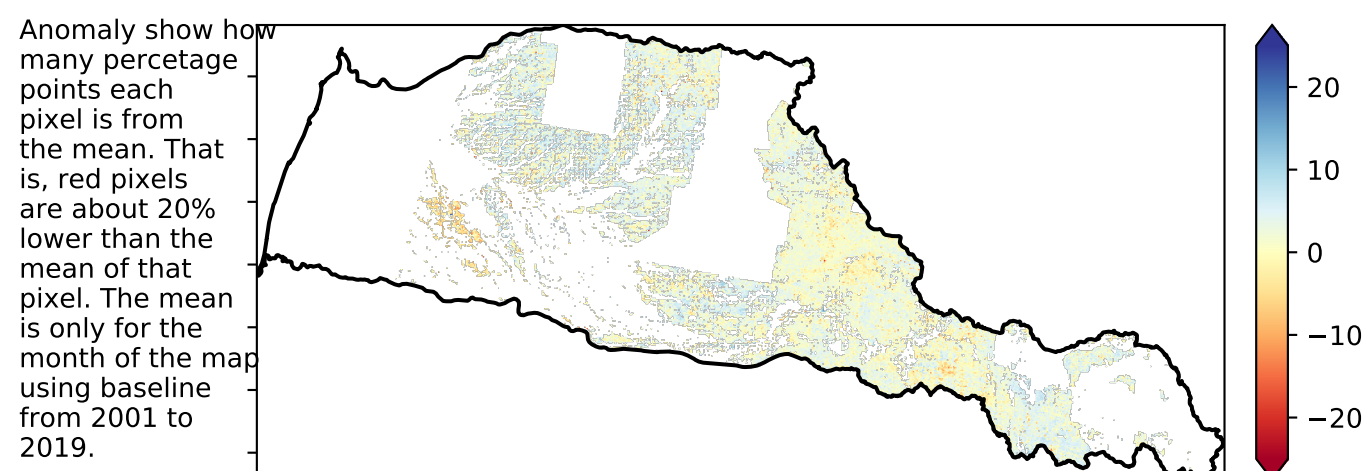 Anomaly show how
many percetage
points each
pixel is from
the mean. That
is, red pixels
are about 20%
lower than the
mean of that
pixel. The mean
is only for the
month of the map
using baseline
from 2001 to
2019.
20
10
0
−10
−20